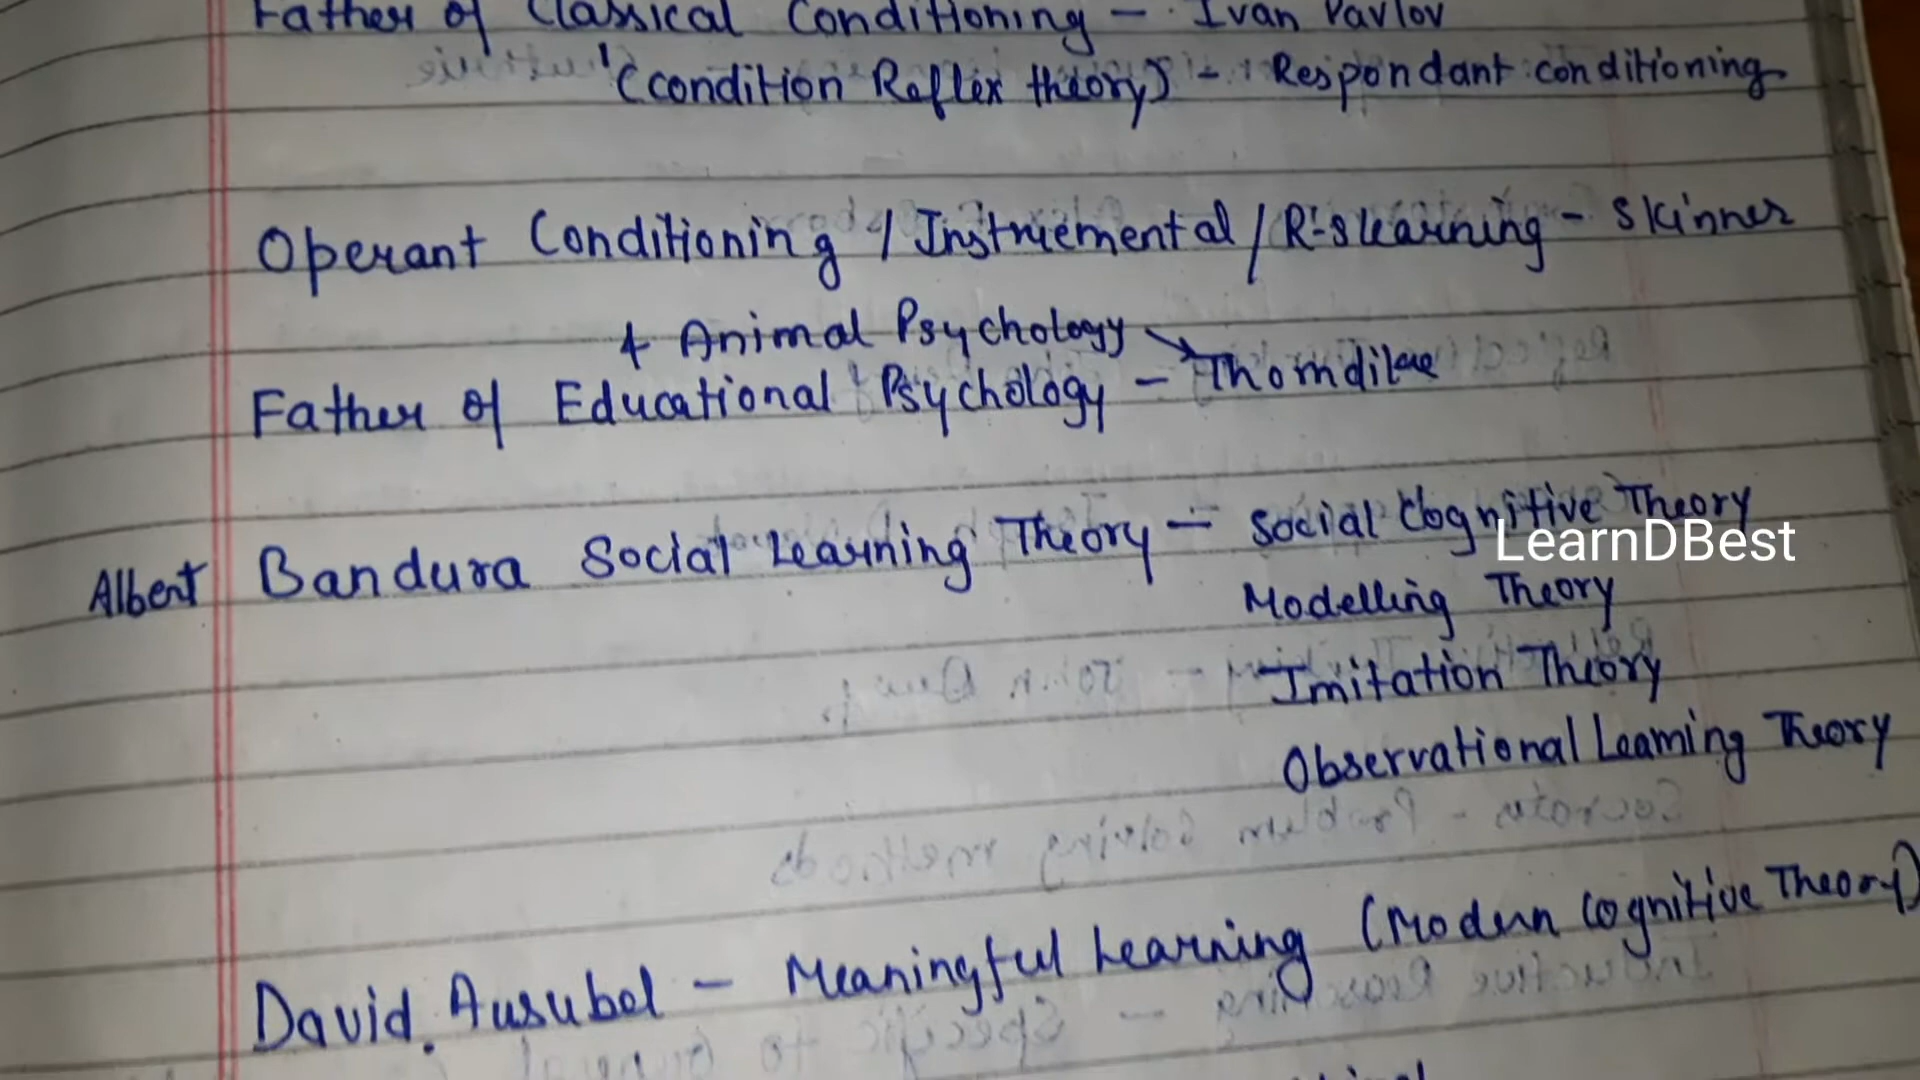 Father of Classical Conditioning - Ivan Pavlov
(condition Reflex theory) - Respondant conditioning
Operant Conditioning / Instruemental / R-S learning - Skinner
+ Animal Psychology
Father of Educational Psychology - Thorndike
Albert Bandura Social Learning Theory - Social Cognitive Theory
LearnDBest
Modelling Theory
Imitation Theory
Observational Learning Theory
David. Ausubel - Meaningful Learning (Modern Cognitive Theory)